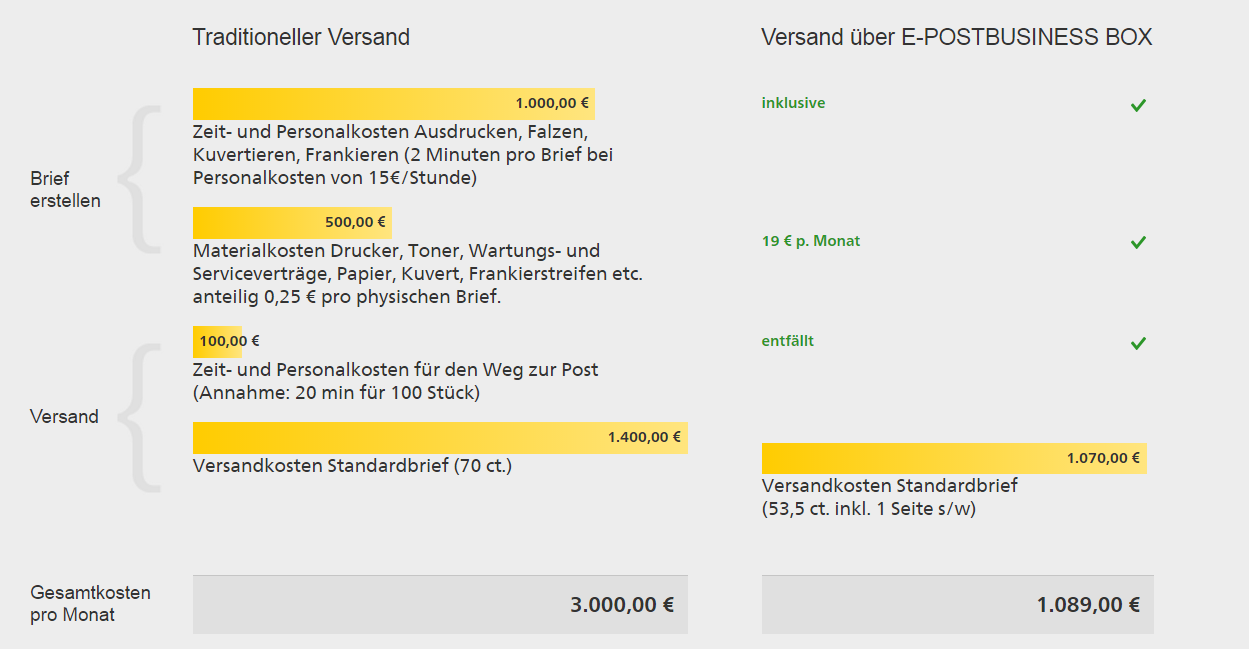 Traditioneller Versand
Versand über E-POSTBUSINESS BOX
Brief
erstellen
1.000,00 €
Zeit- und Personalkosten Ausdrucken, Falzen,
Kuvertieren, Frankieren (2 Minuten pro Brief bei
Personalkosten von 15€/Stunde)
inklusive
500,00 €
Materialkosten Drucker, Toner, Wartungs- und
Serviceverträge, Papier, Kuvert, Frankierstreifen etc.
anteilig 0,25 € pro physischen Brief.
19 € p. Monat
Versand
100,00 €
Zeit- und Personalkosten für den Weg zur Post
(Annahme: 20 min für 100 Stück)
entfällt
1.400,00 €
Versandkosten Standardbrief (70 ct.)
1.070,00 €
Versandkosten Standardbrief
(53,5 ct. inkl. 1 Seite s/w)
Gesamtkosten
pro Monat
3.000,00 €
1.089,00 €